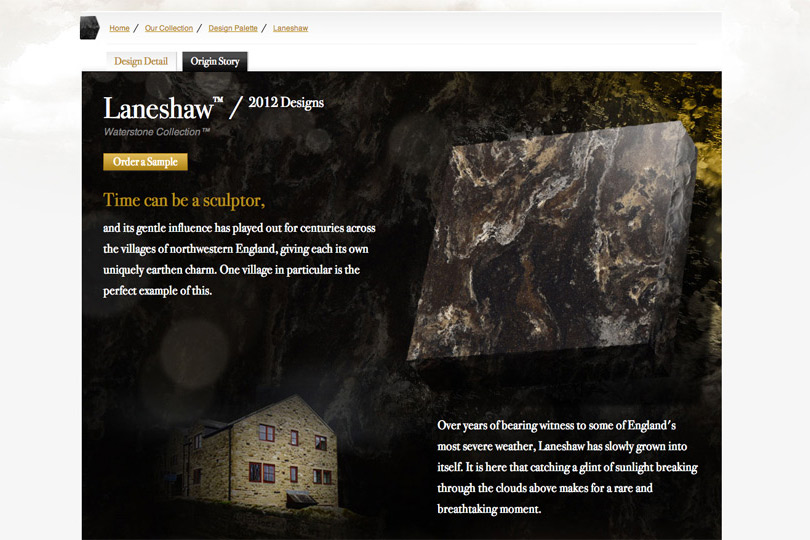 Home / Our Collection / Design Palette / Laneshaw
Design Detail Origin Story
Laneshaw™ / 2012 Designs
Waterstone Collection™
Order a Sample
Time can be a sculptor,
and its gentle influence has played out for centuries across
the villages of northwestern England, giving each its own
uniquely earthen charm. One village in particular is the
perfect example of this.
Over years of bearing witness to some of England's
most severe weather, Laneshaw has slowly grown into
itself. It is here that catching a glint of sunlight breaking
through the clouds above makes for a rare and
breathtaking moment.